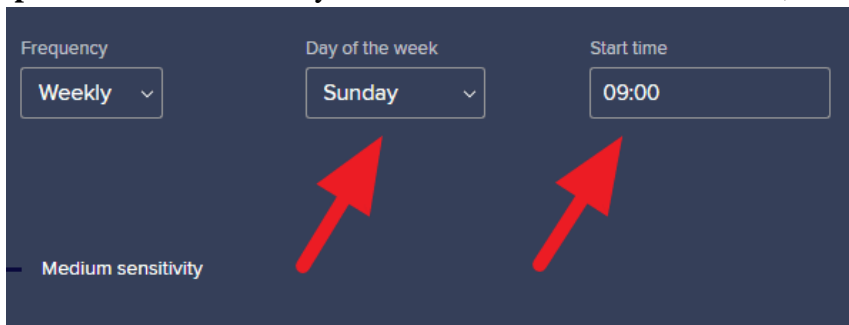 Frequency
Day of the week
Start time
Weekly
Sunday
09:00
Medium sensitivity